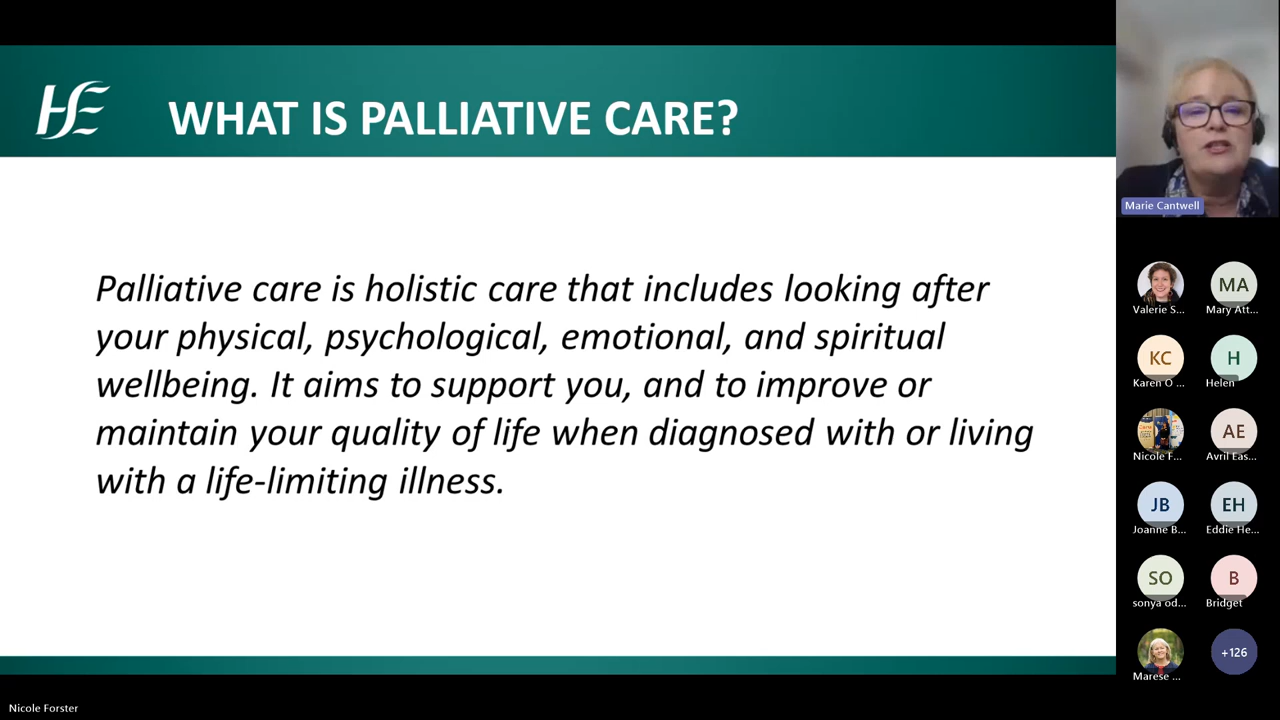 HSE
WHAT IS PALLIATIVE CARE?
Palliative care is holistic care that includes looking after
your physical, psychological, emotional, and spiritual
wellbeing. It aims to support you, and to improve or
maintain your quality of life when diagnosed with or living
with a life-limiting illness.
Marie Cantwell
Valerie S...
MA
Mary Att...
KC
Karen O ...
H
Helen
Nicole F...
AE
Avril Eas...
JB
Joanne B...
EH
Eddie He...
SO
sonya od...
B
Bridget
Marese ...
+126
Nicole Forster